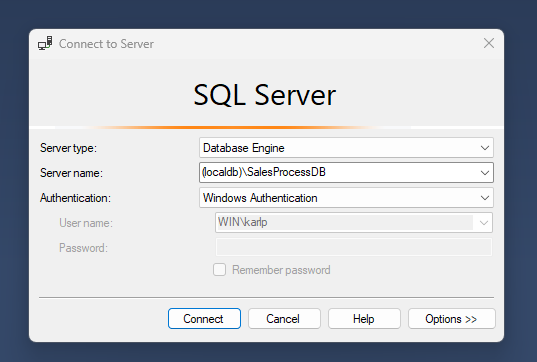 Connect to Server
SQL Server
Server type: Database Engine
Server name: (localdb)\SalesProcessDB
Authentication: Windows Authentication
User name: WIN\karlp
Password:
Remember password
Connect Cancel Help Options >>